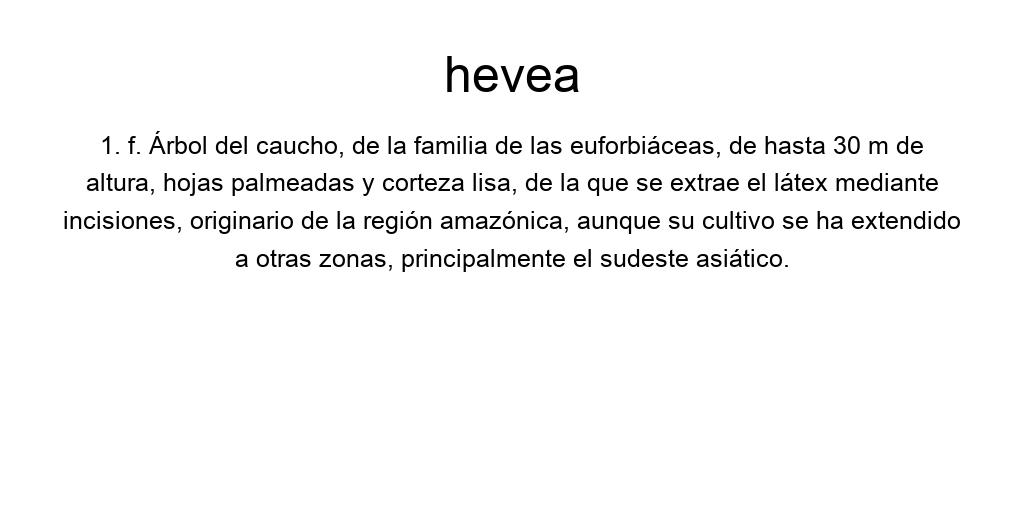 hevea
1. f. Árbol del caucho, de la familia de las euforbiáceas, de hasta 30 m de
altura, hojas palmeadas y corteza lisa, de la que se extrae el látex mediante
incisiones, originario de la región amazónica, aunque su cultivo se ha extendido
a otras zonas, principalmente el sudeste asiático.